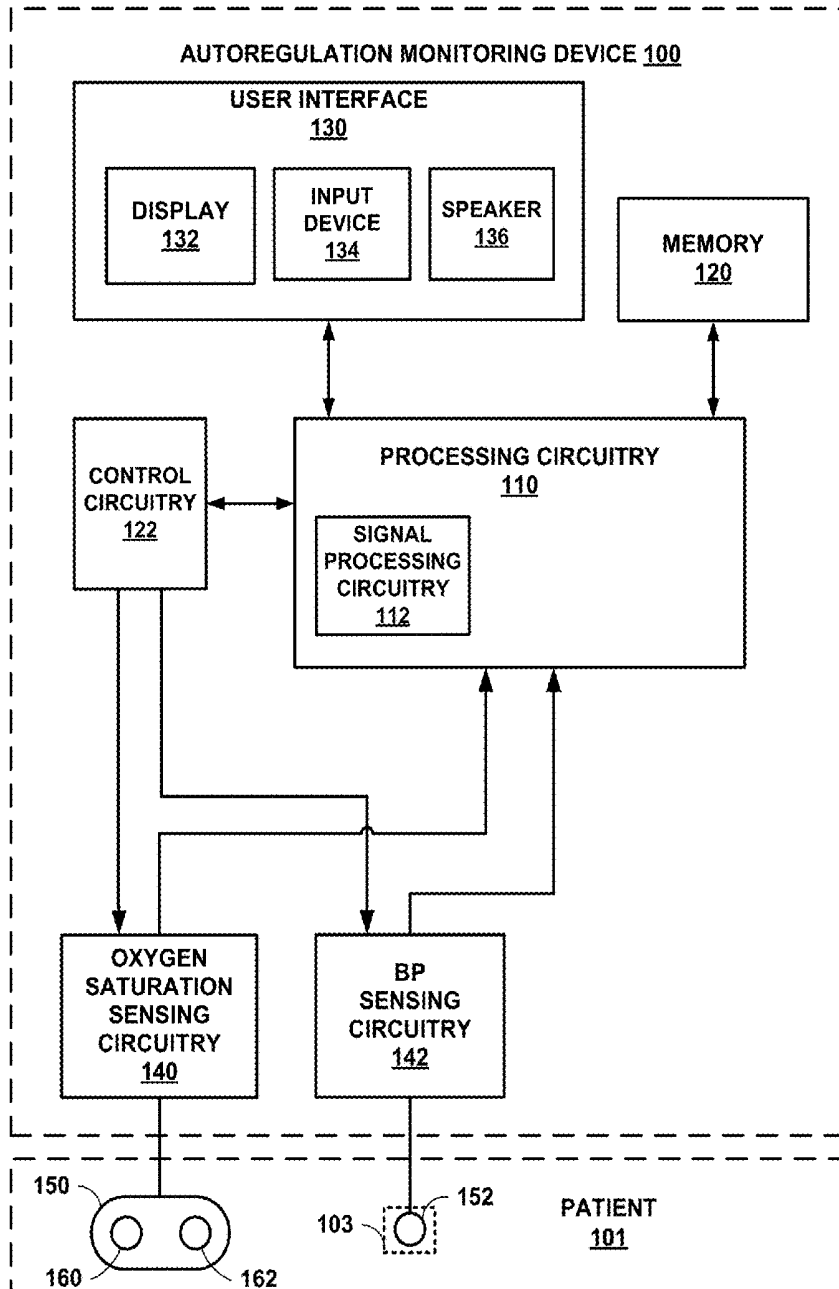 AUTOREGULATION MONITORING DEVICE 100
USER INTERFACE
130
DISPLAY
132
INPUT
DEVICE
134
SPEAKER
136
MEMORY
120
CONTROL
CIRCUITRY
122
PROCESSING CIRCUITRY
110
SIGNAL
PROCESSING
CIRCUITRY
112
OXYGEN
SATURATION
SENSING
CIRCUITRY
140
BP
SENSING
CIRCUITRY
142
150
160
162
103
152
PATIENT
101